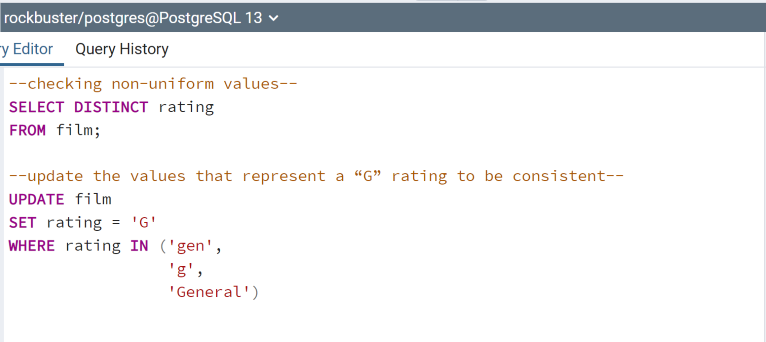 rockbuster/postgres@PostgreSQL 13
y Editor Query History
--checking non-uniform values--
SELECT DISTINCT rating
FROM film;
--update the values that represent a “G” rating to be consistent--
UPDATE film
SET rating = 'G'
WHERE rating IN ('gen',
'g',
'General')